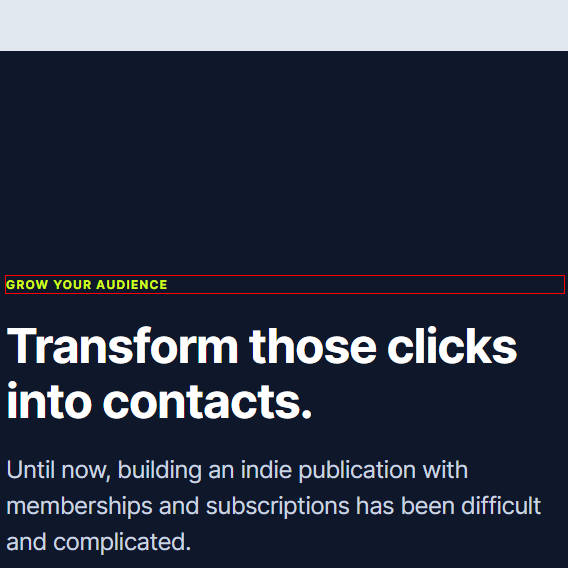 GROW YOUR AUDIENCE
Transform those clicks
into contacts.
Until now, building an indie publication with
memberships and subscriptions has been difficult
and complicated.